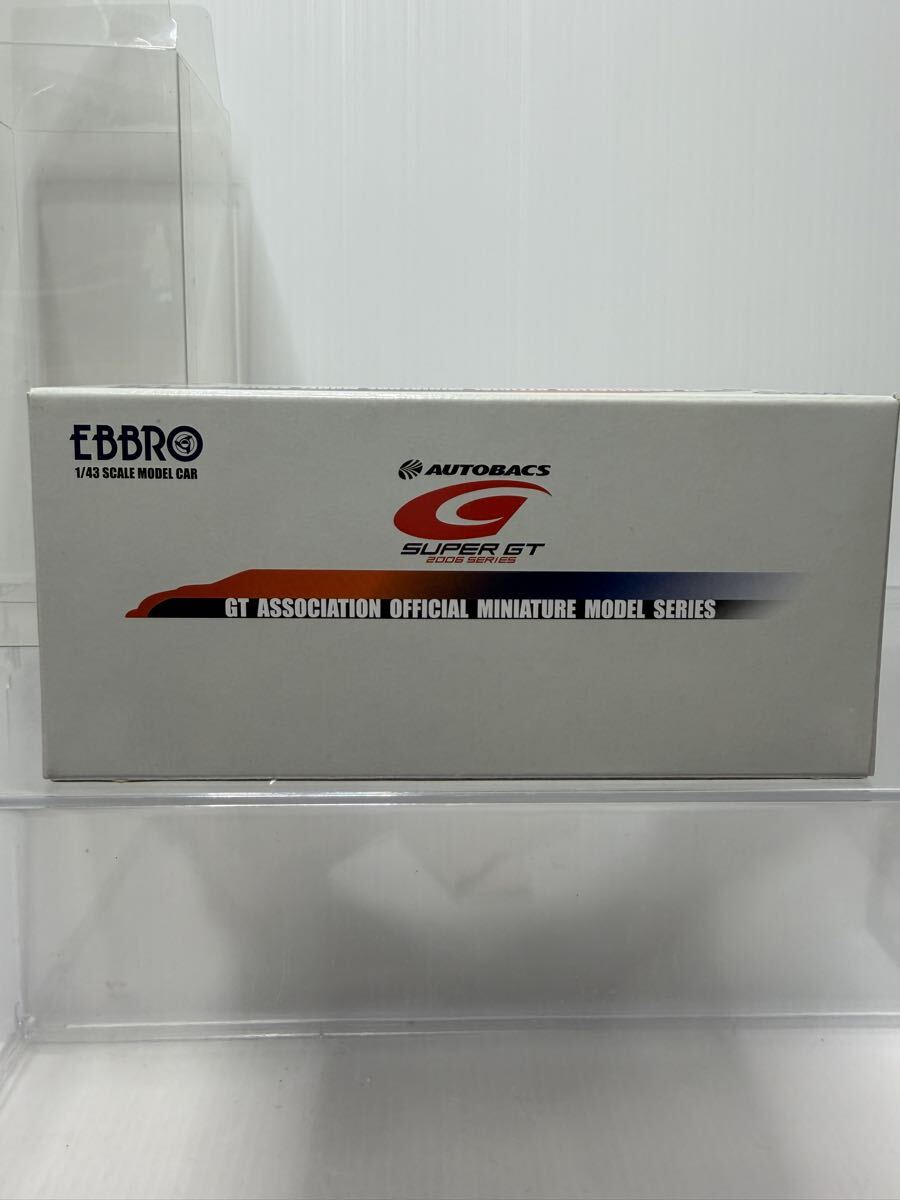 EBBRO
1/43 SCALE MODEL CAR
AUTOBACS
SUPER GT
2006 SERIES
GT ASSOCIATION OFFICIAL MINIATURE MODEL SERIES